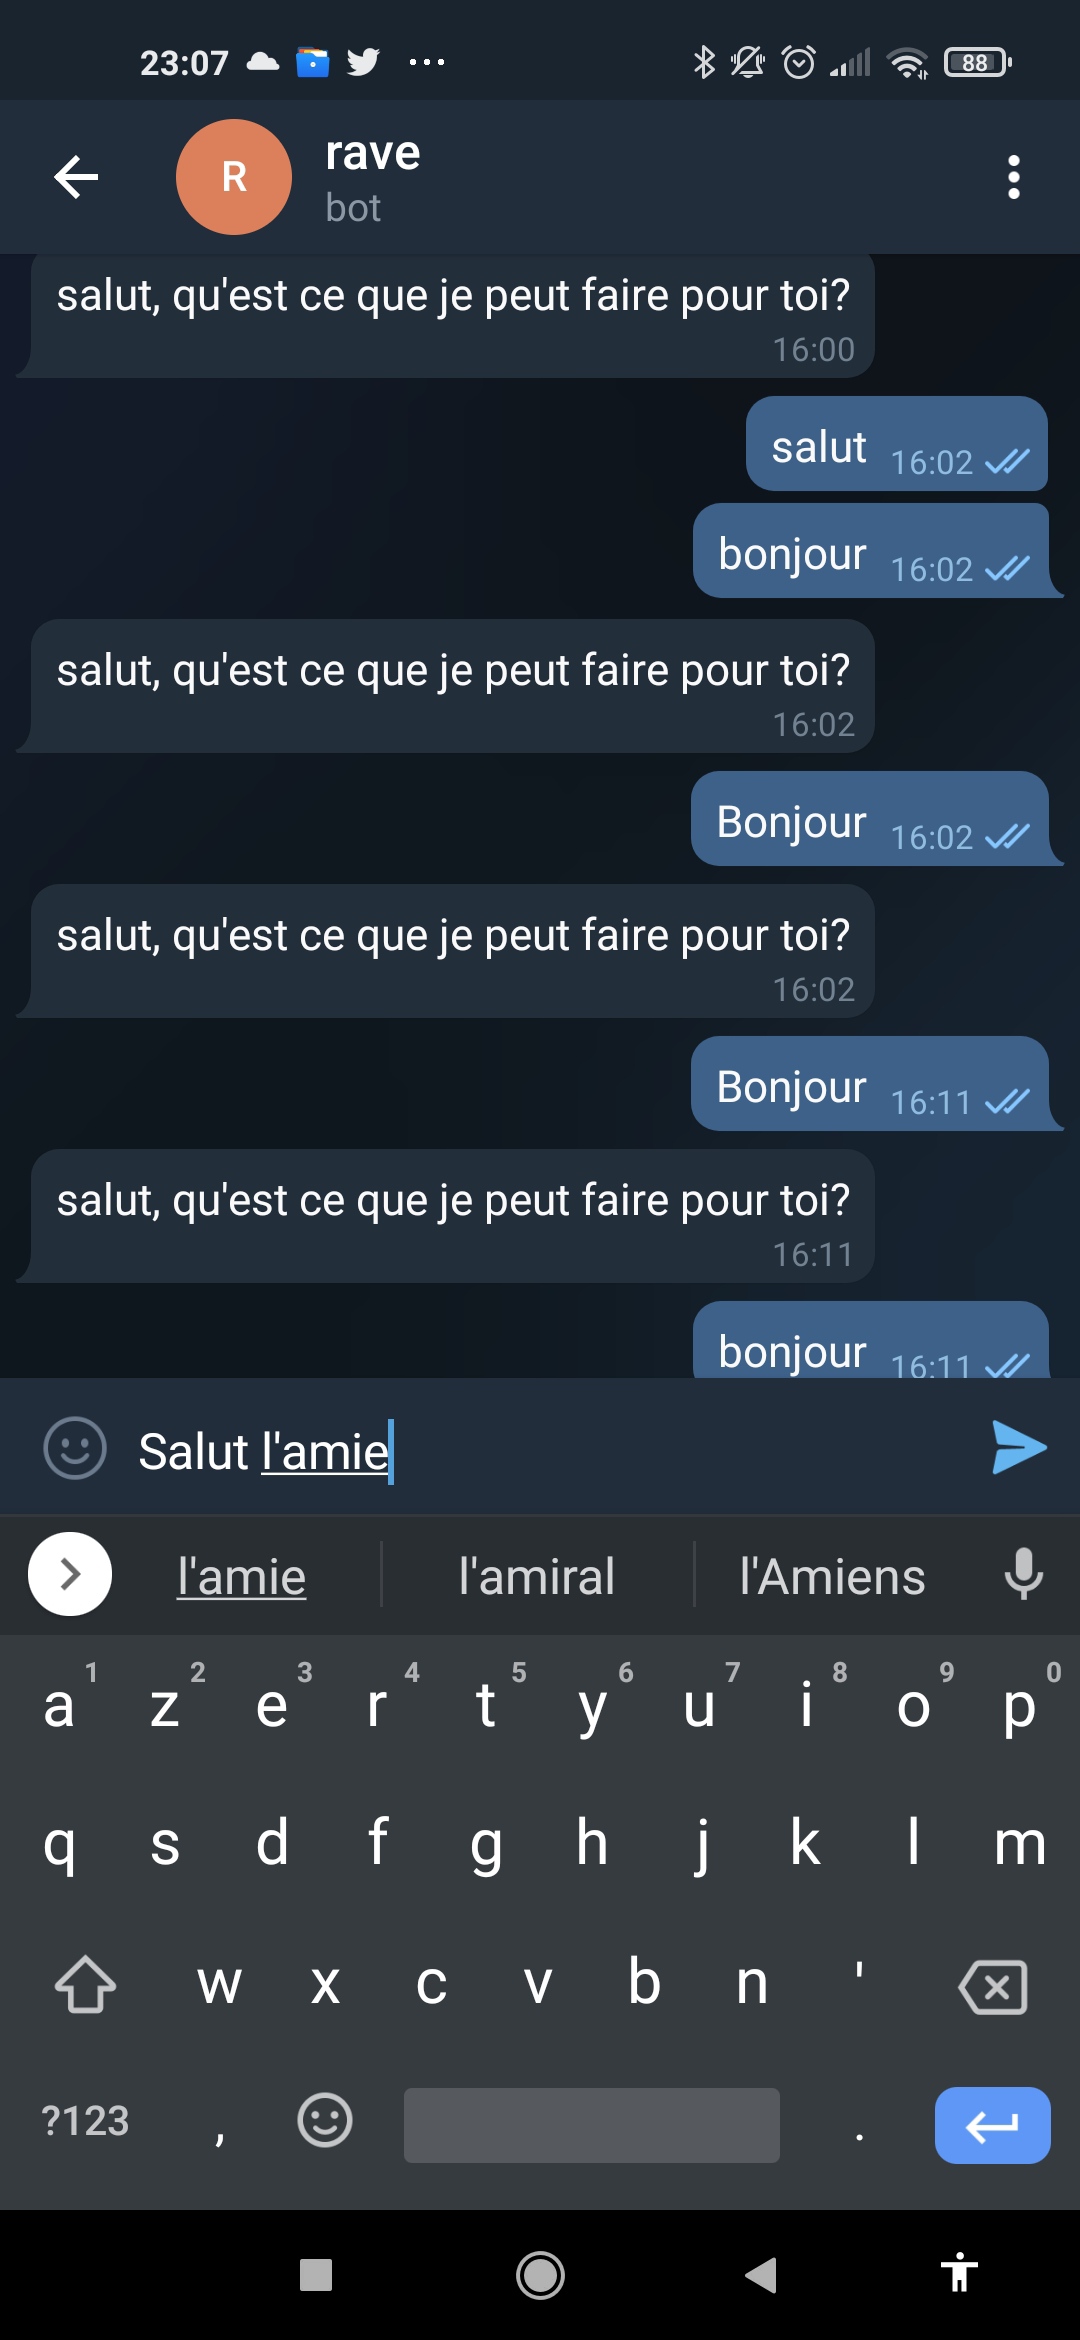 23:07
88
R
rave
bot
salut, qu'est ce que je peut faire pour toi?
16:00
salut 16:02
bonjour 16:02
salut, qu'est ce que je peut faire pour toi?
16:02
Bonjour 16:02
salut, qu'est ce que je peut faire pour toi?
16:02
Bonjour 16:11
salut, qu'est ce que je peut faire pour toi?
16:11
bonjour 16:11
Salut l'amie
l'amie l'amiral l'Amiens
1 2 3 4 5 6 7 8 9 0
a z e r t y u i o p
q s d f g h j k l m
w x c v b n '
?123 , .